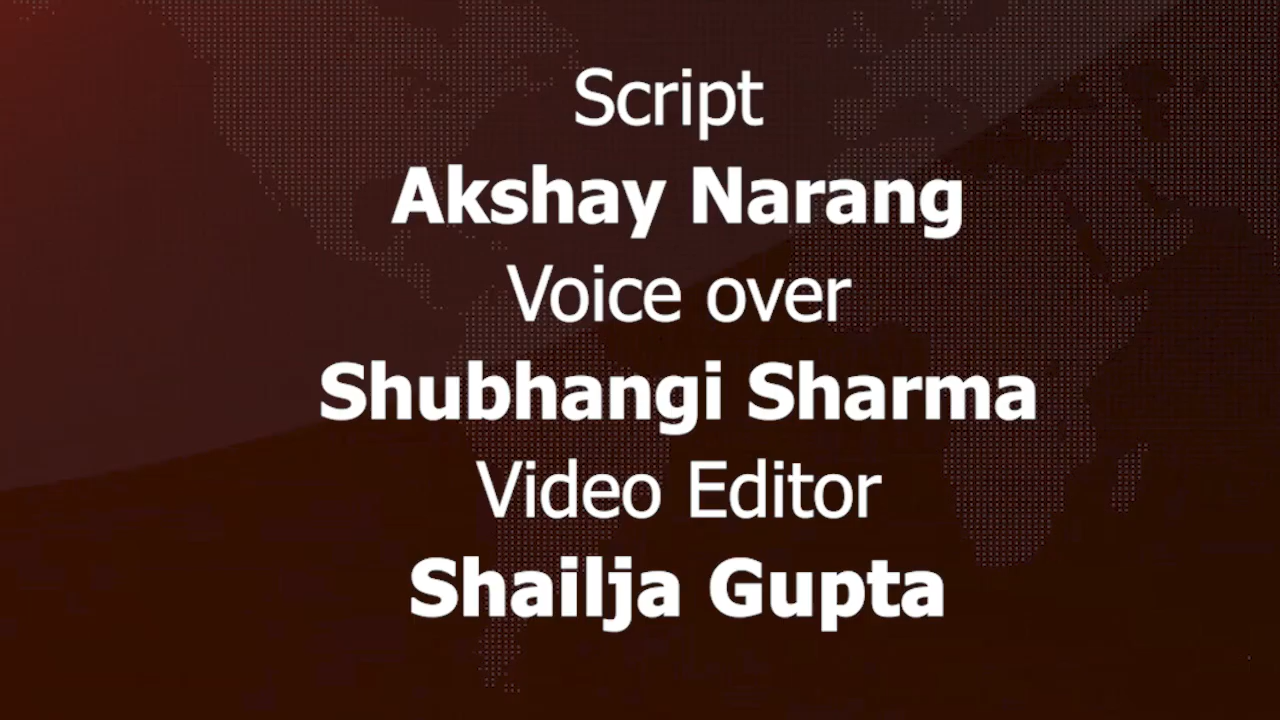 Script
Akshay Narang
Voice over
Shubhangi Sharma
Video Editor
Shailja Gupta